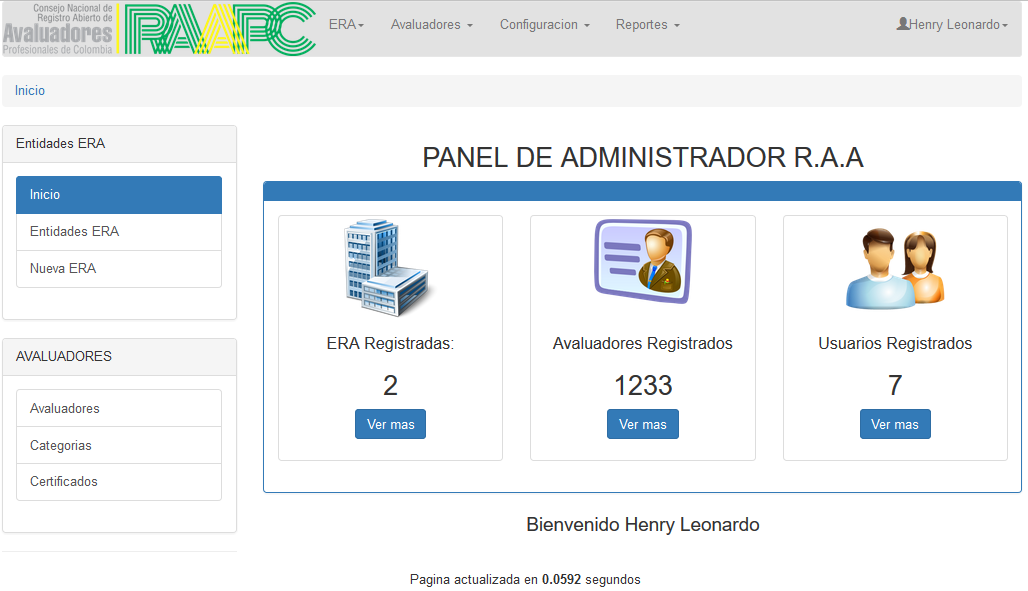 Consejo Nacional de
Registro Abierto de
Avaluadores
Profesionales de Colombia
RAAPC
ERA
Avaluadores
Configuracion
Reportes
Henry Leonardo
Inicio
Entidades ERA
Inicio
Entidades ERA
Nueva ERA
AVALUADORES
Avaluadores
Categorias
Certificados
PANEL DE ADMINISTRADOR R.A.A
ERA Registradas:
2
Ver mas
Avaluadores Registrados
1233
Ver mas
Usuarios Registrados
7
Ver mas
Bienvenido Henry Leonardo
Pagina actualizada en 0.0592 segundos